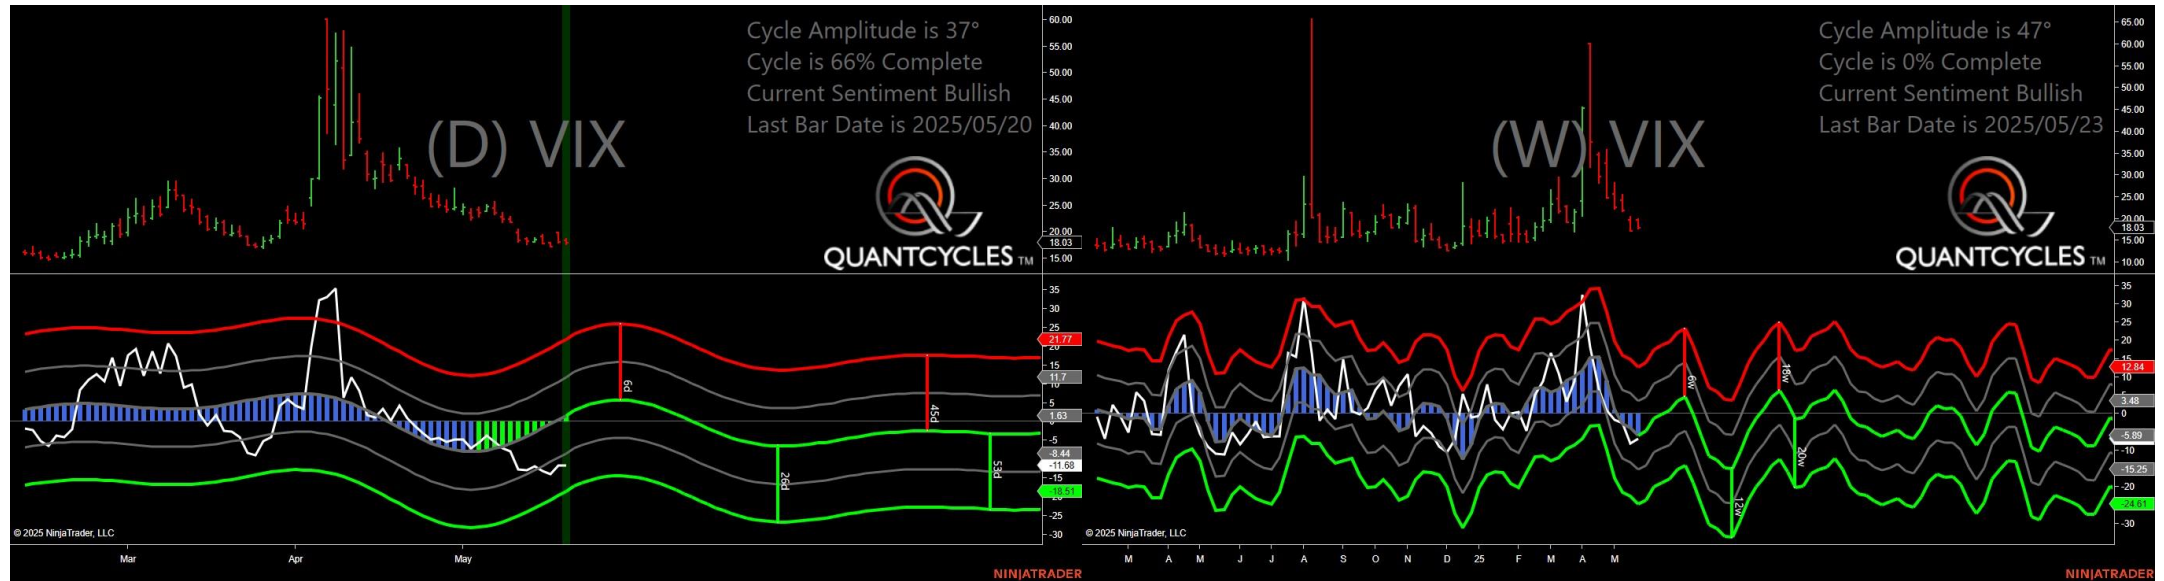 Cycle Amplitude is 37°
Cycle is 66% Complete
Current Sentiment Bullish
Last Bar Date is 2025/05/20
(D) VIX
QUANTCYCLES TM
60.00
55.00
50.00
45.00
40.00
35.00
30.00
25.00
20.00
18.03
15.00
35
30
25
21.77
20
15
11.7
10
5
1.63
-5
-8.44
-11.68
-15
-18.51
-25
-30
6d
26d
45d
53d
© 2025 NinjaTrader, LLC
Mar Apr May
NINJATRADER
Cycle Amplitude is 47°
Cycle is 0% Complete
Current Sentiment Bullish
Last Bar Date is 2025/05/23
(W) VIX
QUANTCYCLES TM
65.00
60.00
55.00
50.00
45.00
40.00
35.00
30.00
25.00
20.00
18.03
15.00
10.00
35
30
25
20
15
12.84
10
3.48
0
-5.89
-10
-15.25
-20
-24.61
-30
6w
12w
18w
20w
© 2025 NinjaTrader, LLC
M A M J J A S O N D 25 F M A M
NINJATRADER